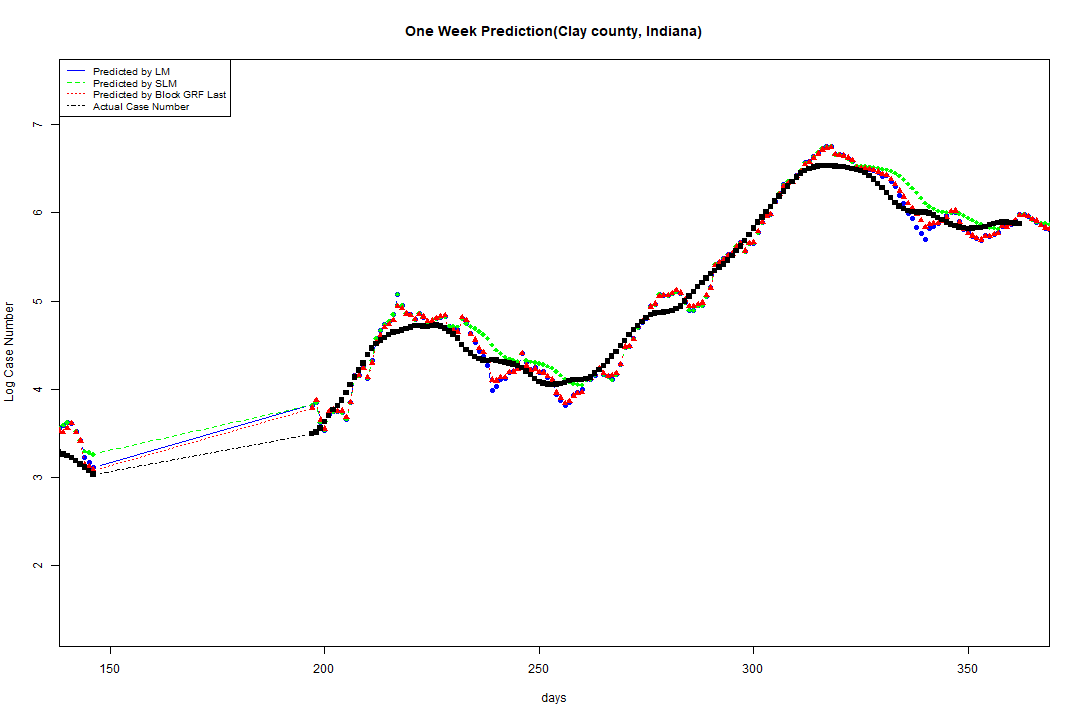 One Week Prediction(Clay county, Indiana)
Predicted by LM
Predicted by SLM
Predicted by Block GRF Last
Actual Case Number
7
6
5
4
3
2
Log Case Number
150 200 250 300 350
days